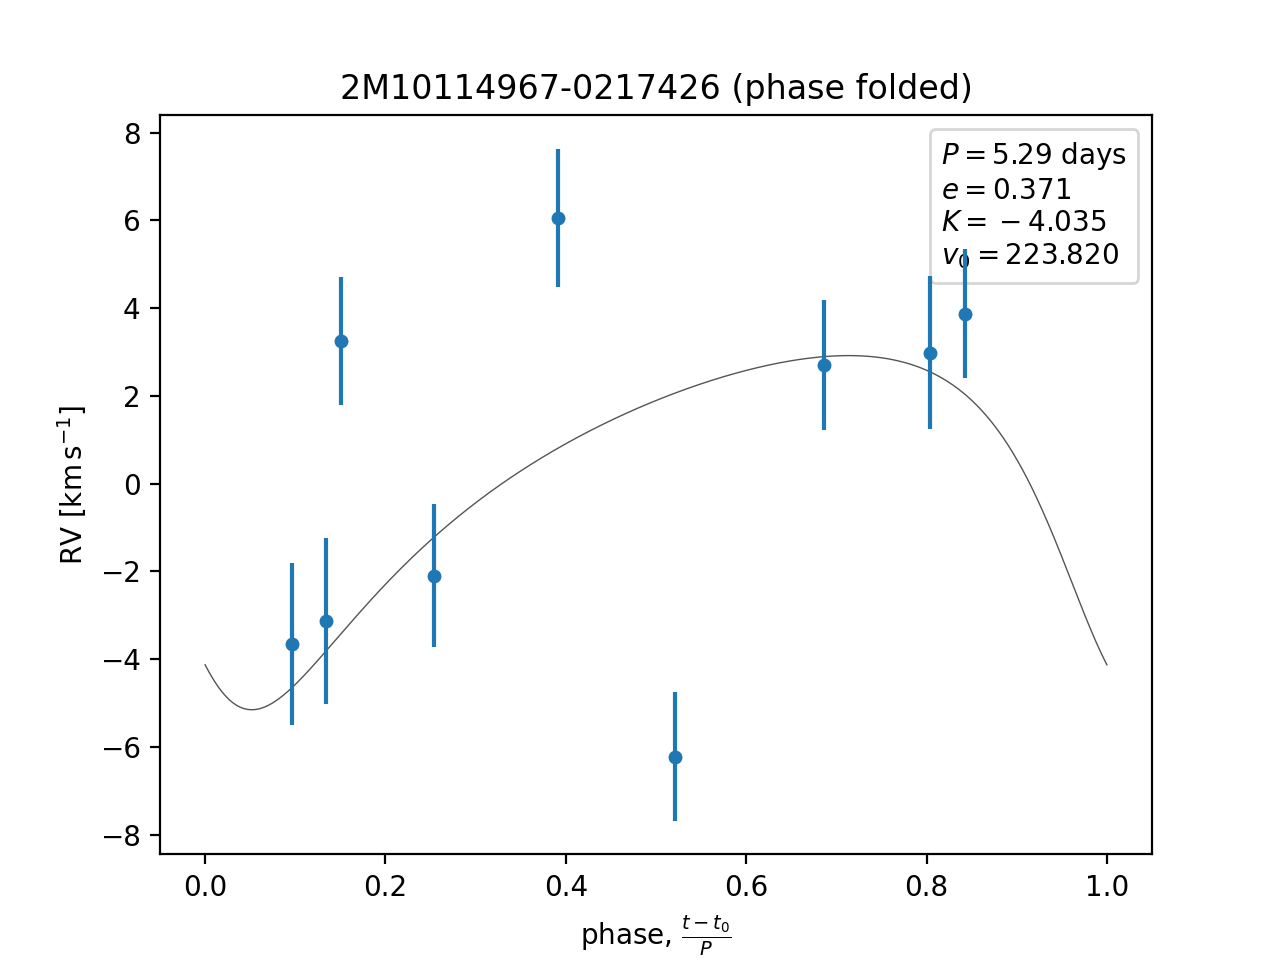 2M10114967-0217426 (phase folded)
P = 5.29 days
e = 0.371
K = −4.035
v₀ = 223.820
RV [km s⁻¹]
8
6
4
2
0
−2
−4
−6
−8
0.0 0.2 0.4 0.6 0.8 1.0
phase, (t − t₀)/P